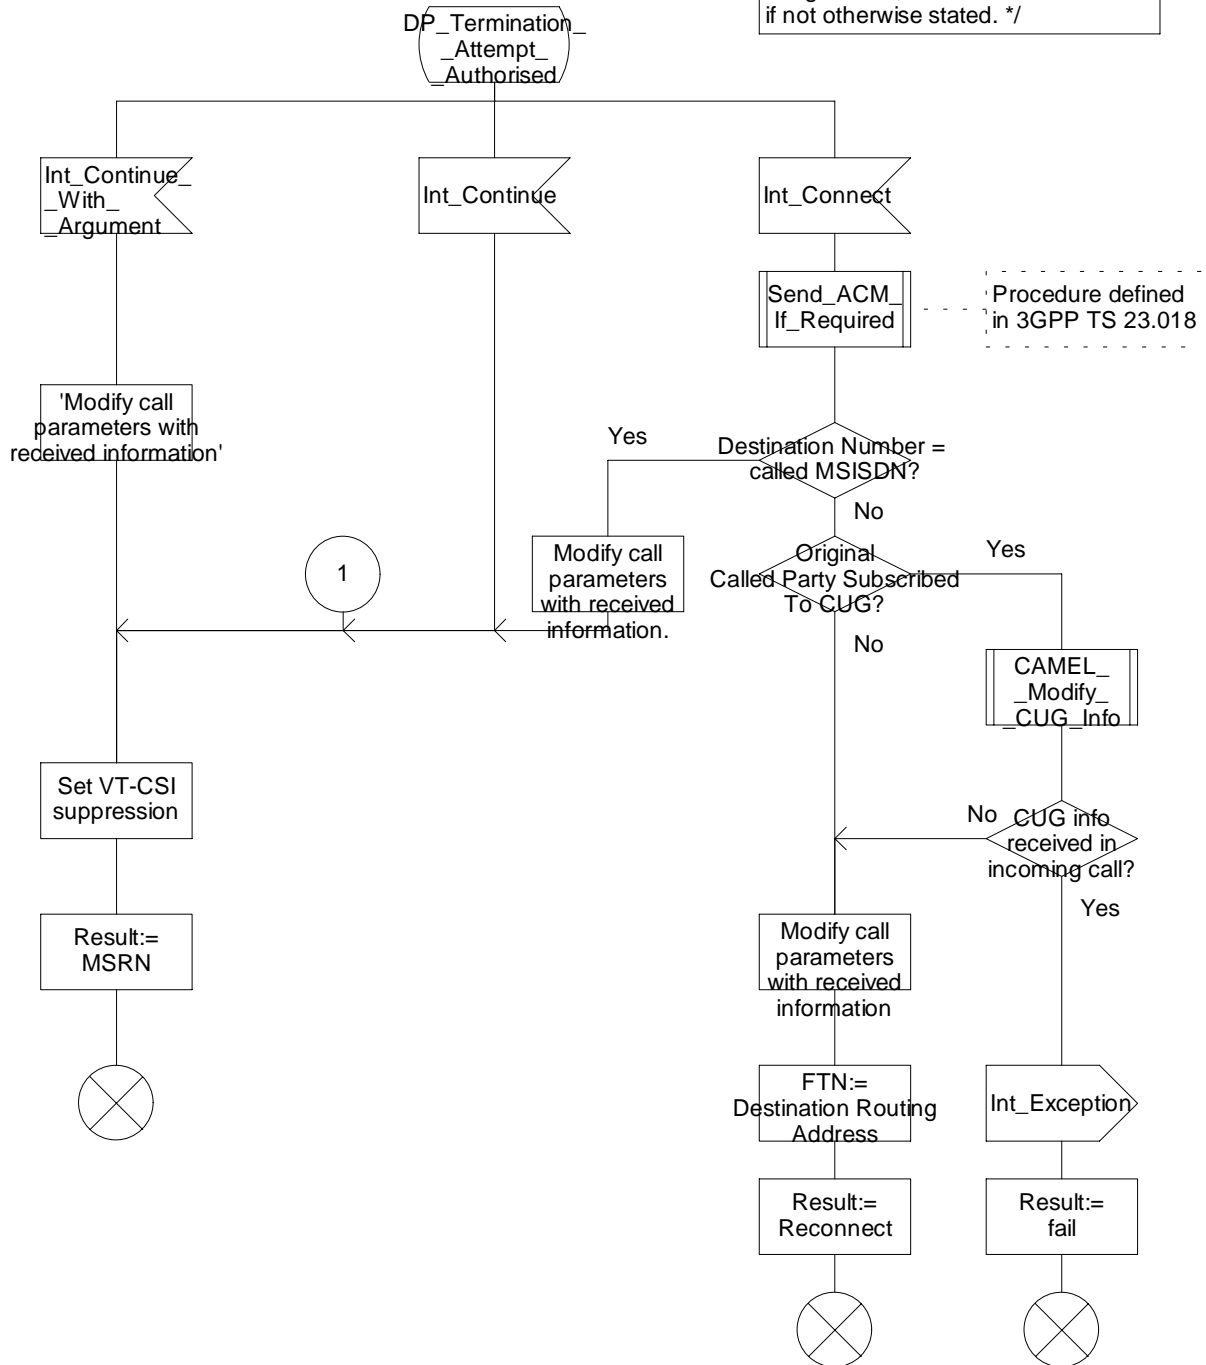 if not otherwise stated. */
DP_Termination_
_Attempt_
_Authorised
Int_Continue_
_With_
_Argument
Int_Continue
Int_Connect
Send_ACM_
If_Required
Procedure defined
in 3GPP TS 23.018
'Modify call
parameters with
received information'
Yes
Destination Number =
called MSISDN?
No
1
Modify call
parameters
with received
information.
Original
Called Party Subscribed
To CUG?
Yes
No
CAMEL_
_Modify_
_CUG_Info
Set VT-CSI
suppression
No
CUG info
received in
incoming call?
Yes
Result:=
MSRN
Modify call
parameters
with received
information
FTN:=
Destination Routing
Address
Int_Exception
Result:=
Reconnect
Result:=
fail